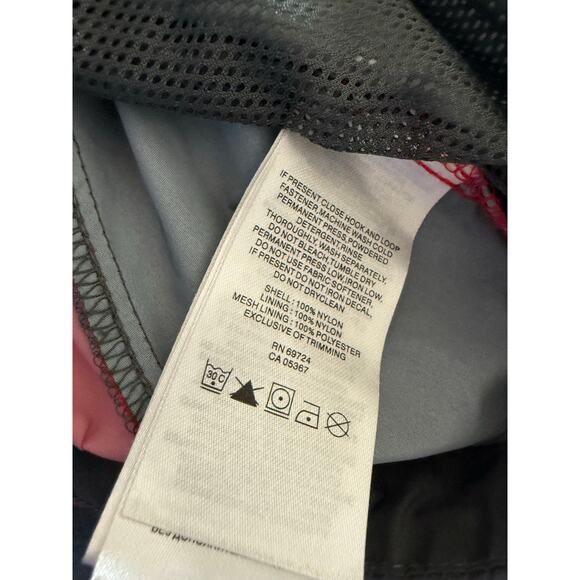 IF PRESENT CLOSE HOOK AND LOOP
FASTENER, MACHINE WASH COLD
PERMANENT PRESS, POWDERED
DETERGENT, RINSE
THOROUGHLY, WASH SEPARATELY,
DO NOT BLEACH, TUMBLE DRY
PERMANENT PRESS LOW, IRON LOW,
DO NOT USE FABRIC SOFTENER,
IF PRESENT DO NOT IRON DECAL,
DO NOT DRYCLEAN
SHELL : 100% NYLON
LINING : 100% NYLON
MESH LINING : 100% POLYESTER
EXCLUSIVE OF TRIMMING
RN 69724
CA 05367
30 C